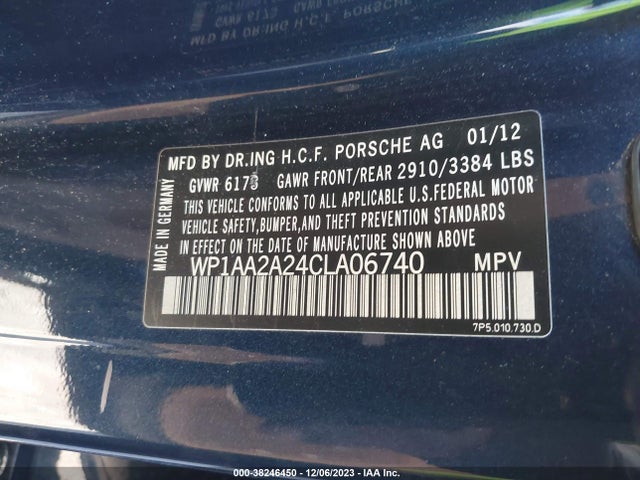 MFD BY DR.ING H.C.F. PORSCHE AG 01/12
GVWR 6173 GAWR FRONT/REAR 2910/3384 LBS
THIS VEHICLE CONFORMS TO ALL APPLICABLE U.S.FEDERAL MOTOR
VEHICLE SAFETY,BUMPER,AND THEFT PREVENTION STANDARDS
IN EFFECT ON THE DATE OF MANUFACTURE SHOWN ABOVE
MADE IN GERMANY
WP1AA2A24CLA06740 MPV
7P5.010.730.D
000-38246450 - 12/06/2023 - IAA Inc.